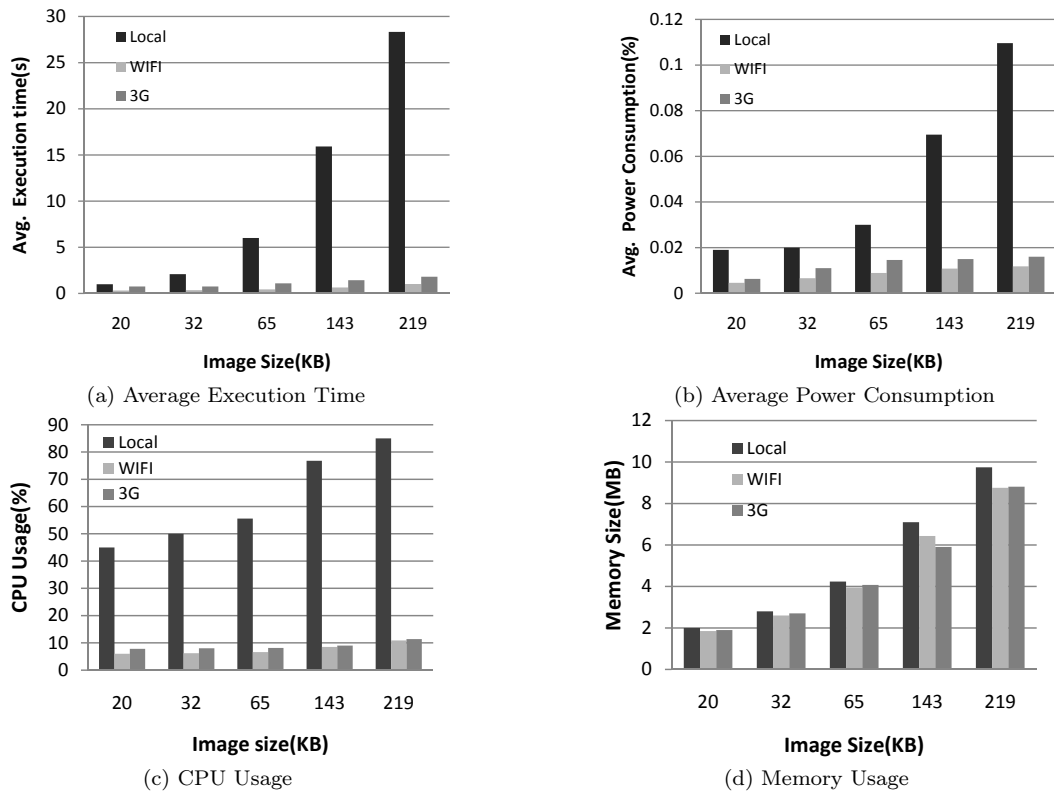 30
25
20
15
10
5
0
Avg. Execution time(s)
Local
WIFI
3G
20 32 65 143 219
Image Size(KB)
(a) Average Execution Time
0.12
0.1
0.08
0.06
0.04
0.02
0
Avg. Power Consumption(%)
Local
WIFI
3G
20 32 65 143 219
Image Size(KB)
(b) Average Power Consumption
90
80
70
60
50
40
30
20
10
0
CPU Usage(%)
Local
WIFI
3G
20 32 65 143 219
Image size(KB)
(c) CPU Usage
12
10
8
6
4
2
0
Memory Size(MB)
Local
WIFI
3G
20 32 65 143 219
Image Size(KB)
(d) Memory Usage